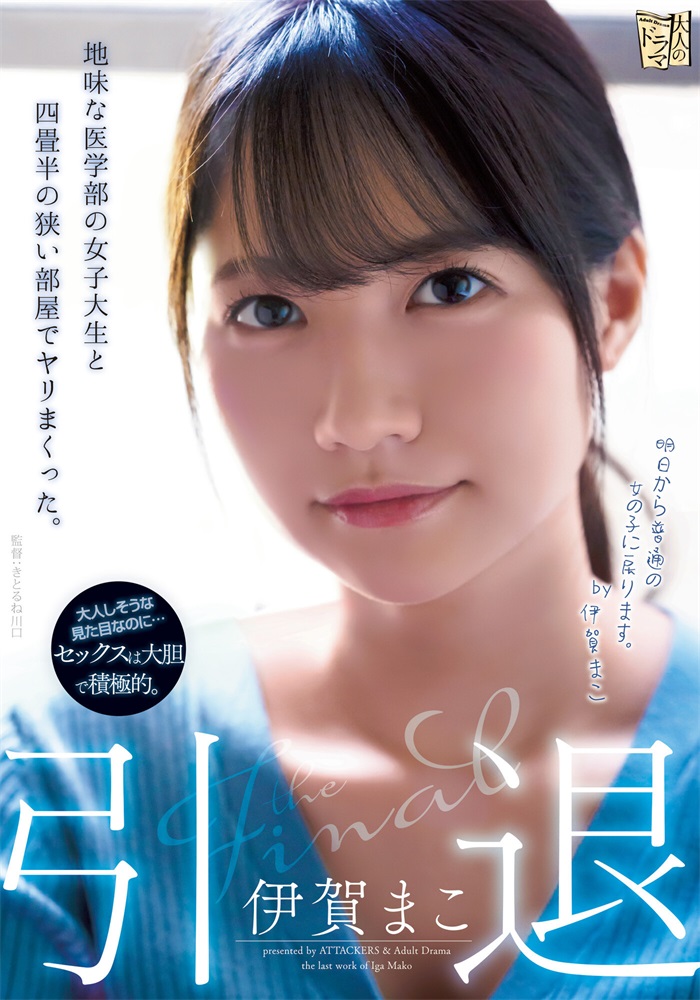 Adult Drama
大人の
ドラマ
地味な医学部の女子大生と
四畳半の狭い部屋でヤリまくった。
監督:きとるね川口
明日から普通の
女の子に戻ります。
by 伊賀まこ
大人しそうな
見た目なのに…
セックスは大胆
で積極的。
引退
the Final
伊賀まこ
presented by ATTACKERS & Adult Drama
the last work of Iga Mako